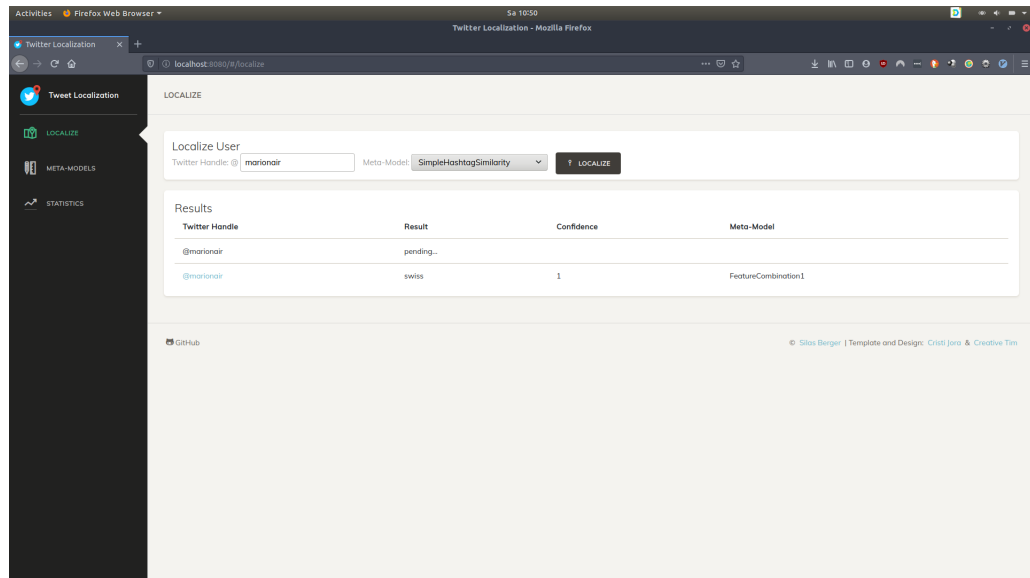 Activities Firefox Web Browser Sa 10:50
Twitter Localization - Mozilla Firefox
Twitter Localization
localhost:8080/#/localize
Tweet Localization
LOCALIZE
META-MODELS
STATISTICS
LOCALIZE
Localize User
Twitter Handle: @ marionair Meta-Model: SimpleHashtagSimilarity LOCALIZE
Results
Twitter Handle Result Confidence Meta-Model
@marionair pending...
@marionair swiss 1 FeatureCombination1
GitHub © Silas Berger | Template and Design: Cristi Jora & Creative Tim